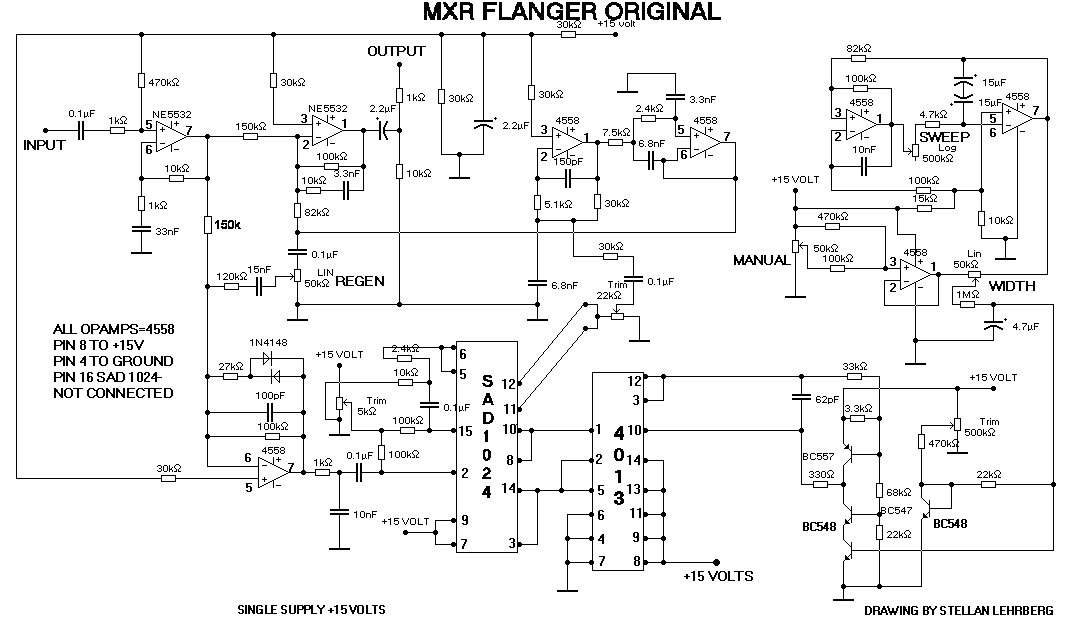 MXR FLANGER ORIGINAL
30kΩ
+15 volt
OUTPUT
470kΩ
30kΩ
1kΩ
30kΩ
2.2µF
30kΩ
0.1µF
1kΩ
NE5532
5
6
7
INPUT
150kΩ
NE5532
3
2
1
2.2µF
100kΩ
10kΩ
3.3nF
10kΩ
82kΩ
10kΩ
1kΩ
33nF
150k
4558
3
2
1
150pF
5.1kΩ
30kΩ
7.5kΩ
2.4kΩ
3.3nF
6.8nF
4558
5
6
7
82kΩ
100kΩ
4558
3
2
1
10nF
SWEEP
Log
500kΩ
4.7kΩ
15µF
15µF
4558
5
6
7
100kΩ
15kΩ
10kΩ
+15 VOLT
470kΩ
50kΩ
100kΩ
MANUAL
4558
3
2
1
Lin
50kΩ
WIDTH
1MΩ
4.7µF
120kΩ
15nF
0.1µF
LIN
50kΩ
REGEN
6.8nF
30kΩ
0.1µF
Trim
22kΩ
ALL OPAMPS=4558
PIN 8 TO +15V
PIN 4 TO GROUND
PIN 16 SAD 1024-
NOT CONNECTED
1N4148
27kΩ
100pF
100kΩ
4558
6
5
7
30kΩ
1kΩ
10nF
0.1µF
+15 VOLT
Trim
5kΩ
2.4kΩ
10kΩ
0.1µF
100kΩ
100kΩ
+15 VOLT
SAD1024
6
5
15
2
9
7
12
11
10
8
14
3
4013
1
2
5
6
4
7
12
3
10
14
13
11
9
8
+15 VOLTS
33kΩ
62pF
3.3kΩ
BC557
330Ω
68kΩ
BC547
BC548
22kΩ
+15 VOLT
Trim
500kΩ
470kΩ
22kΩ
BC548
SINGLE SUPPLY +15 VOLTS
DRAWING BY STELLAN LEHRBERG